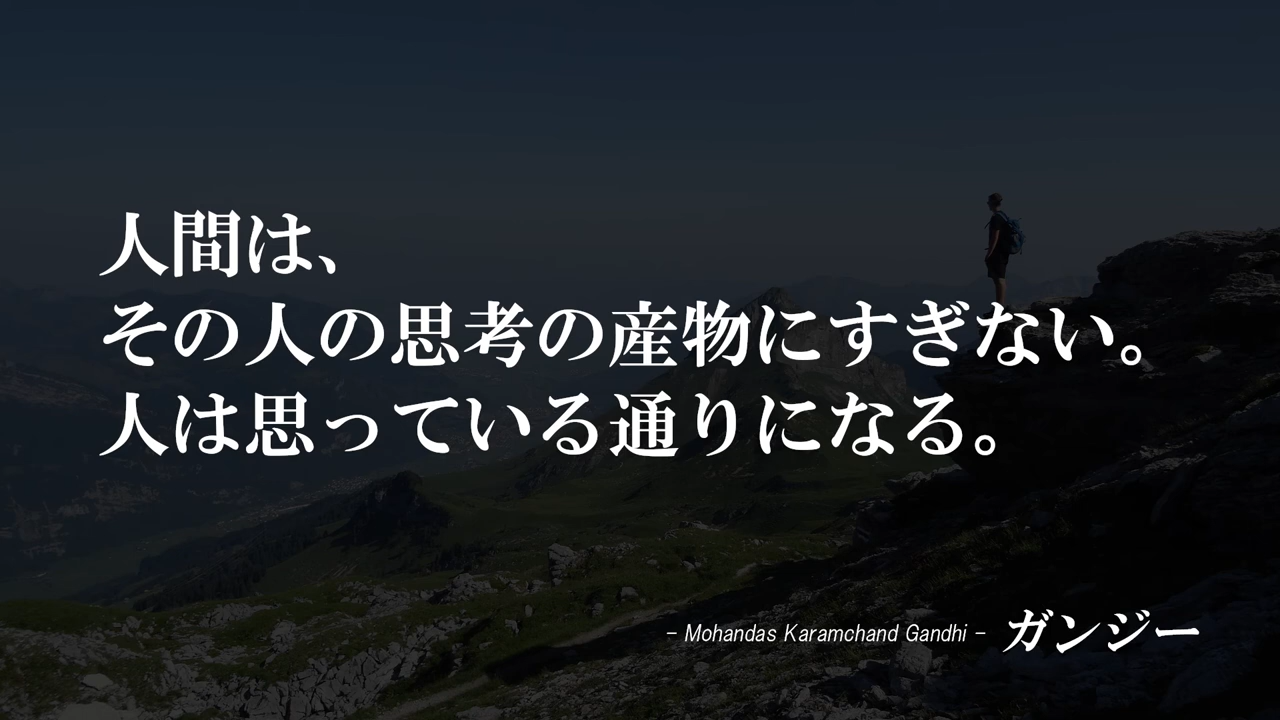 人間は、
その人の思考の産物にすぎない。
人は思っている通りになる。
– Mohandas Karamchand Gandhi – ガンジー